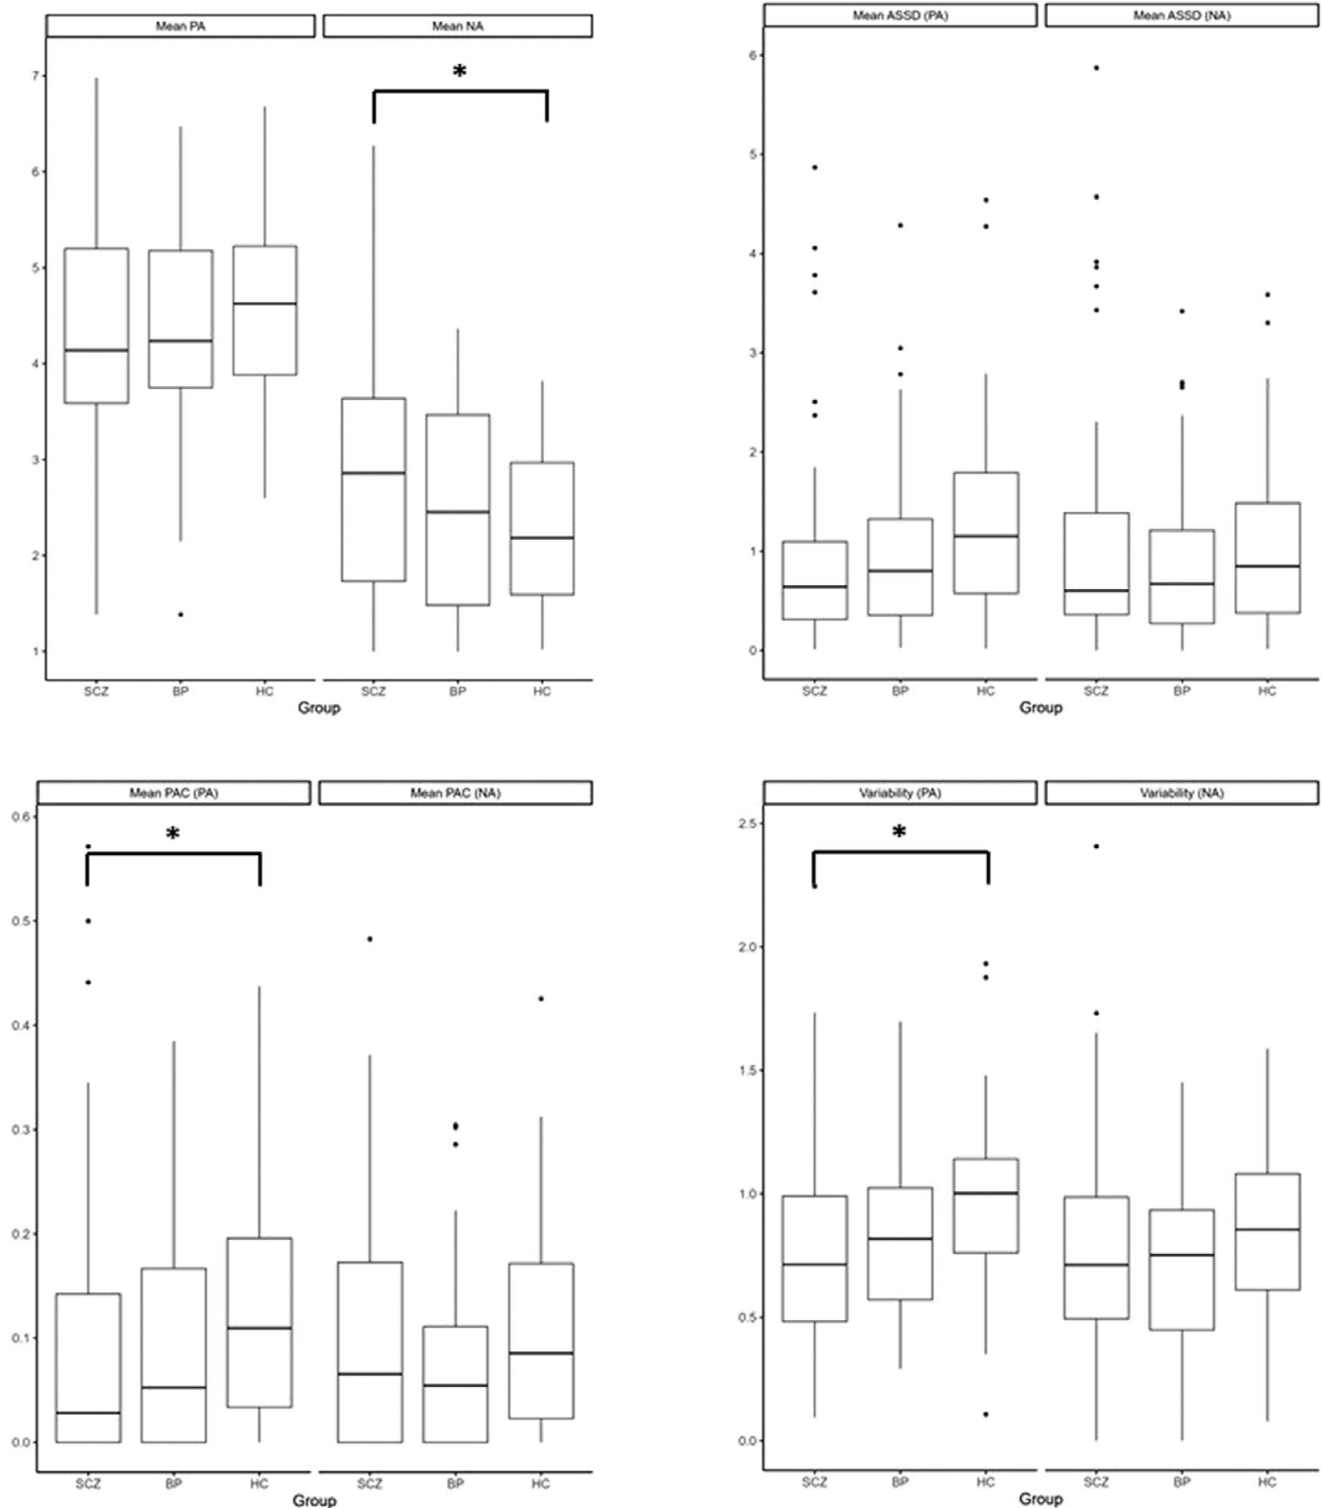 Mean PA Mean NA
*
7
6
5
4
3
2
1
SCZ BP HC SCZ BP HC
Group
Mean ASSD (PA) Mean ASSD (NA)
6
5
4
3
2
1
0
SCZ BP HC SCZ BP HC
Group
Mean PAC (PA) Mean PAC (NA)
*
0.6
0.5
0.4
0.3
0.2
0.1
0.0
SCZ BP HC SCZ BP HC
Group
Variability (PA) Variability (NA)
*
2.5
2.0
1.5
1.0
0.5
0.0
SCZ BP HC SCZ BP HC
Group